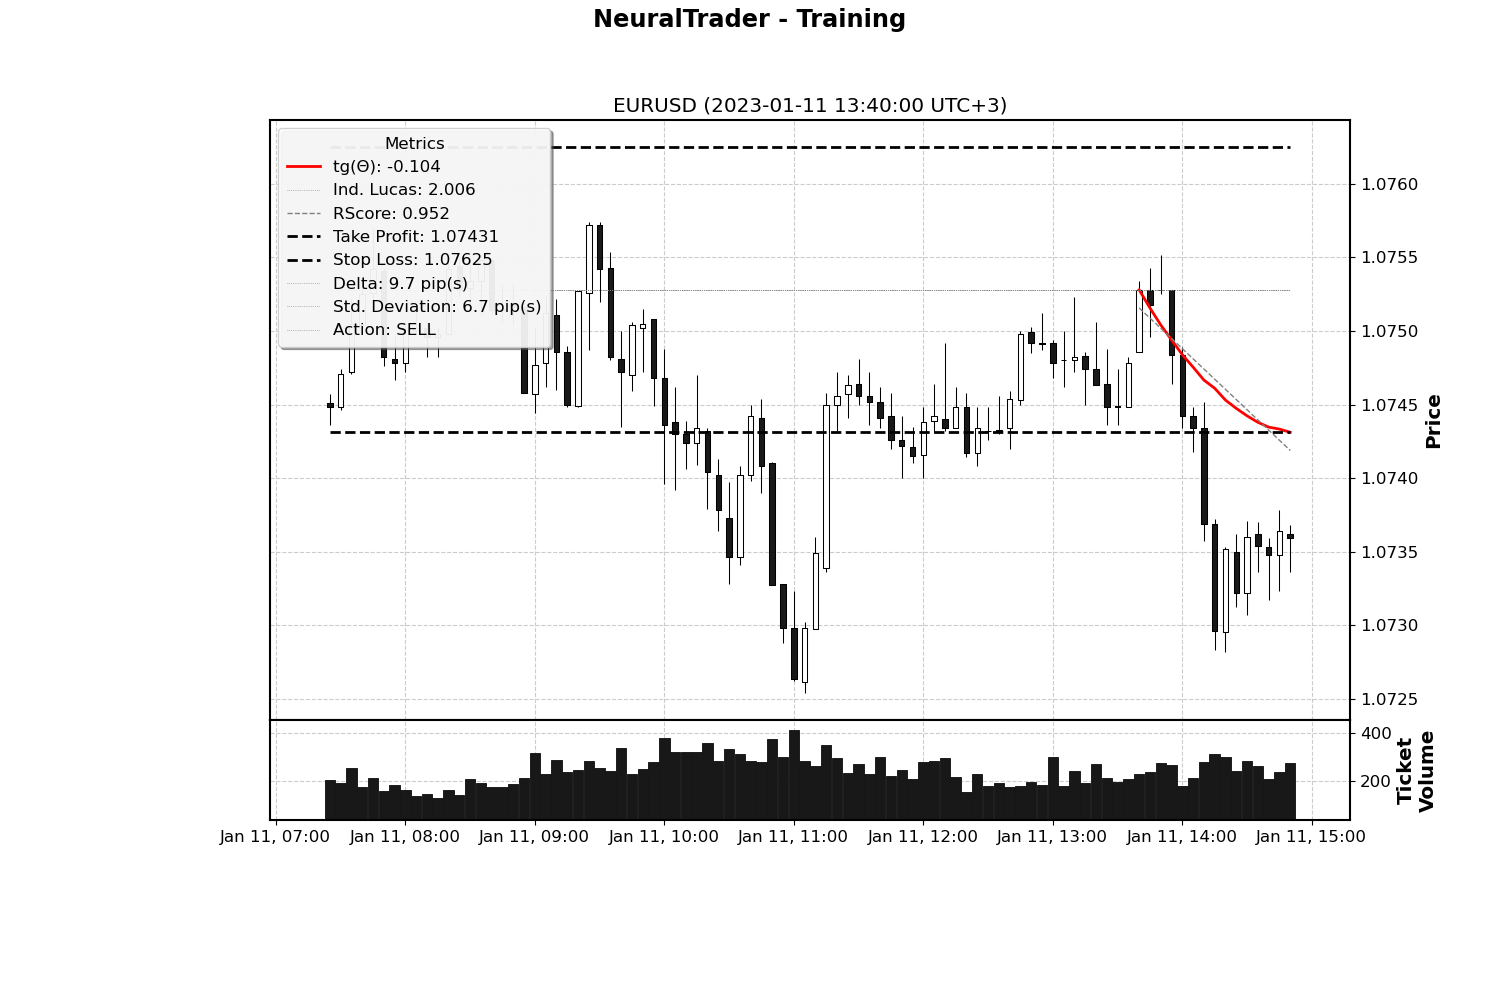 NeuralTrader - Training
EURUSD (2023-01-11 13:40:00 UTC+3)
Metrics
tg(Θ): -0.104
Ind. Lucas: 2.006
RScore: 0.952
Take Profit: 1.07431
Stop Loss: 1.07625
Delta: 9.7 pip(s)
Std. Deviation: 6.7 pip(s)
Action: SELL
1.0760
1.0755
1.0750
1.0745
1.0740
1.0735
1.0730
1.0725
Price
400
200
Ticket
Volume
Jan 11, 07:00
Jan 11, 08:00
Jan 11, 09:00
Jan 11, 10:00
Jan 11, 11:00
Jan 11, 12:00
Jan 11, 13:00
Jan 11, 14:00
Jan 11, 15:00